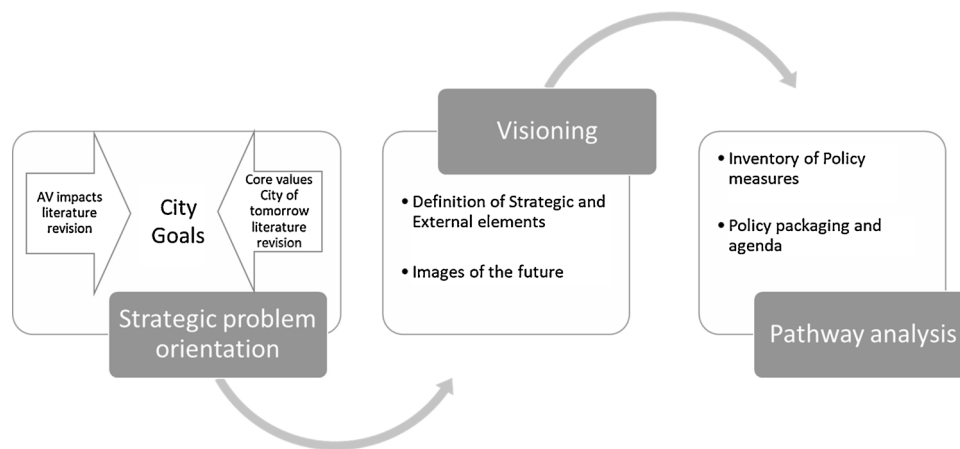 AV impacts
literature
revision
City
Goals
Core values
City of
tomorrow
literature
revision
Strategic problem
orientation
Visioning
• Definition of Strategic and
External elements
• Images of the future
• Inventory of Policy
measures
• Policy packaging and
agenda
Pathway analysis